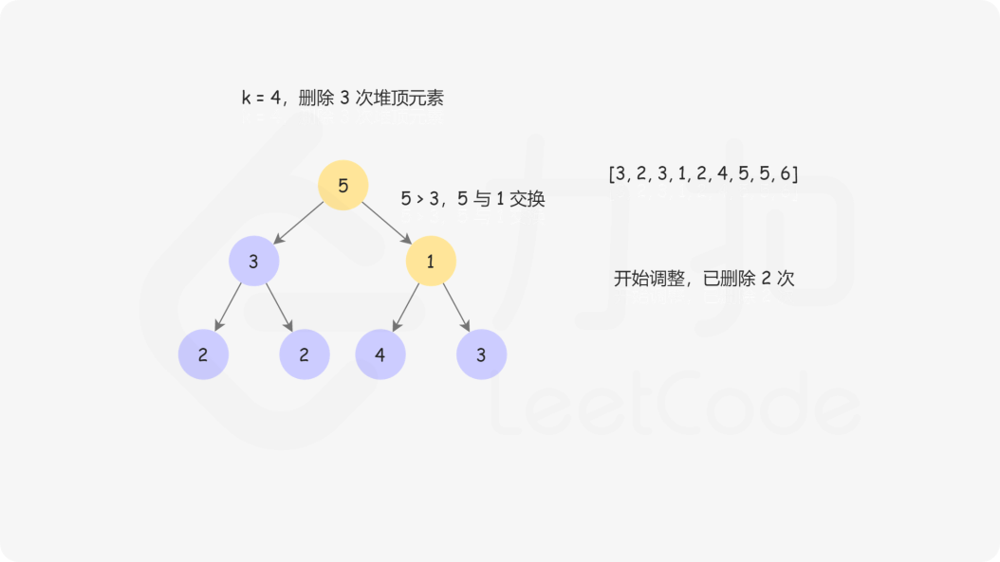 k = 4，删除 3 次堆顶元素
[3, 2, 3, 1, 2, 4, 5, 5, 6]
5
5 > 3，5 与 1 交换
3
1
开始调整，已删除 2 次
2
2
4
3
力扣
LeetCode